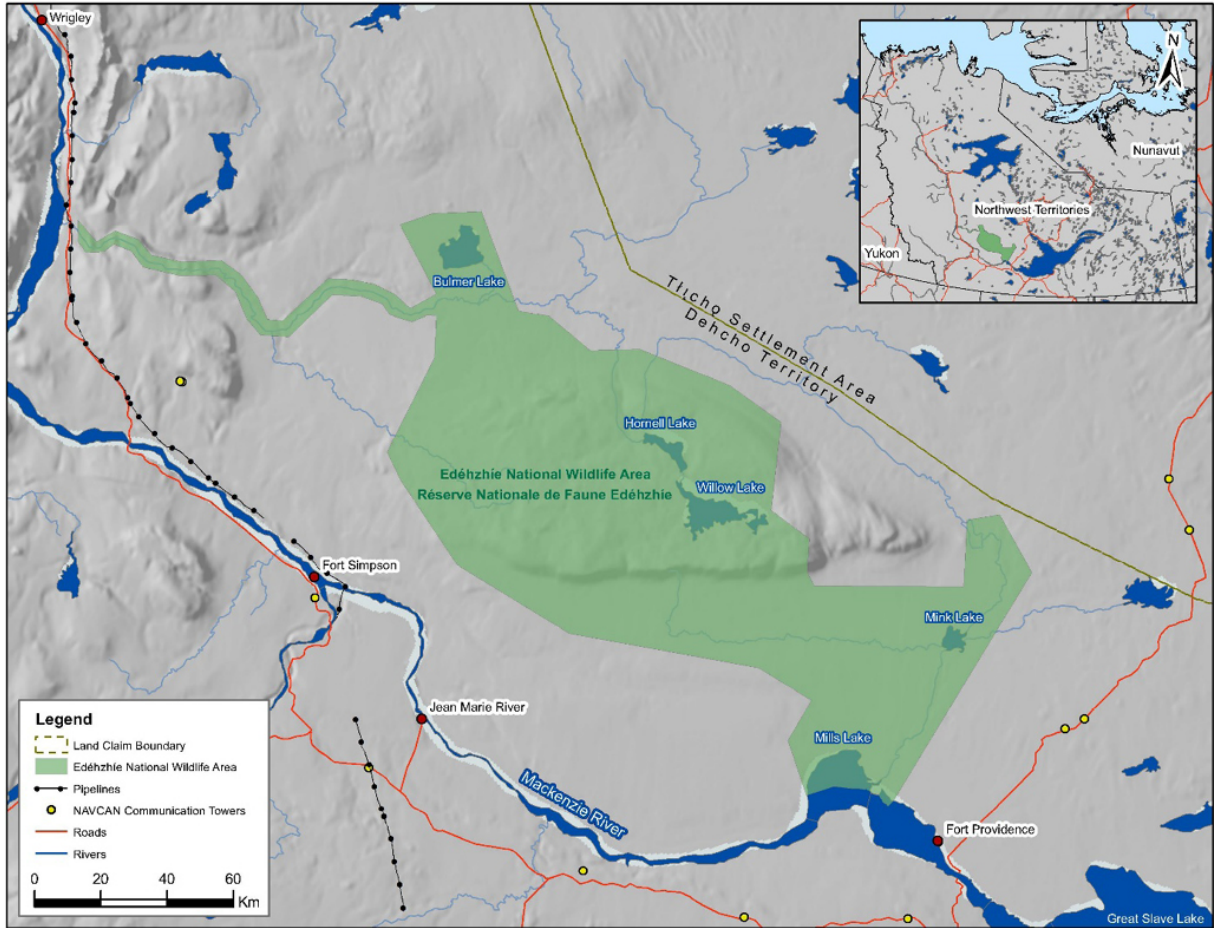 Wrigley
N
Nunavut
Northwest Territories
Yukon
Bulmer Lake
Tłıcho Settlement Area
Dehcho Territory
Hornell Lake
Edéhzhíe National Wildlife Area
Réserve Nationale de Faune Edéhzhíe
Willow Lake
Fort Simpson
Mink Lake
Jean Marie River
Mills Lake
Mackenzie River
Fort Providence
Great Slave Lake
Legend
Land Claim Boundary
Edéhzhíe National Wildlife Area
Pipelines
NAVCAN Communication Towers
Roads
Rivers
0 20 40 60
Km